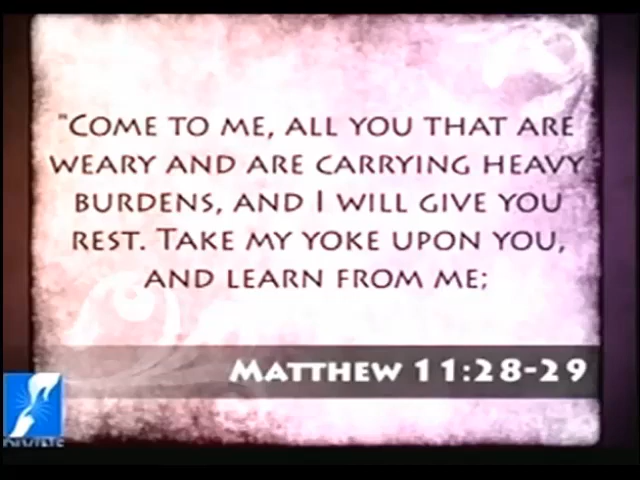 "Come to me, all you that are
weary and are carrying heavy
burdens, and I will give you
rest. Take my yoke upon you,
and learn from me;
Matthew 11:28-29
DIVINE